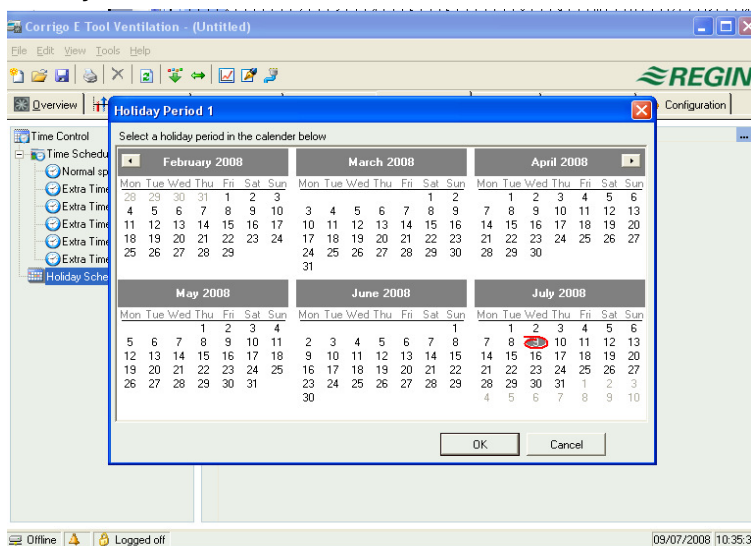 Corrigo E Tool Ventilation - (Untitled)
File Edit View Tools Help
REGIN
Overview
Configuration
Holiday Period 1
Select a holiday period in the calender below
Time Control
Time Schedu
Normal sp
Extra Time
Extra Time
Extra Time
Extra Time
Extra Time
Holiday Sche
February 2008
Mon Tue Wed Thu Fri Sat Sun
28 29 30 31 1 2 3
4 5 6 7 8 9 10
11 12 13 14 15 16 17
18 19 20 21 22 23 24
25 26 27 28 29
March 2008
Mon Tue Wed Thu Fri Sat Sun
1 2
3 4 5 6 7 8 9
10 11 12 13 14 15 16
17 18 19 20 21 22 23
24 25 26 27 28 29 30
31
April 2008
Mon Tue Wed Thu Fri Sat Sun
1 2 3 4 5 6
7 8 9 10 11 12 13
14 15 16 17 18 19 20
21 22 23 24 25 26 27
28 29 30
May 2008
Mon Tue Wed Thu Fri Sat Sun
1 2 3 4
5 6 7 8 9 10 11
12 13 14 15 16 17 18
19 20 21 22 23 24 25
26 27 28 29 30 31
June 2008
Mon Tue Wed Thu Fri Sat Sun
1
2 3 4 5 6 7 8
9 10 11 12 13 14 15
16 17 18 19 20 21 22
23 24 25 26 27 28 29
30
July 2008
Mon Tue Wed Thu Fri Sat Sun
1 2 3 4 5 6
7 8 9 10 11 12 13
14 15 16 17 18 19 20
21 22 23 24 25 26 27
28 29 30 31 1 2 3
4 5 6 7 8 9 10
OK Cancel
Offline Logged off 09/07/2008 10:35:3